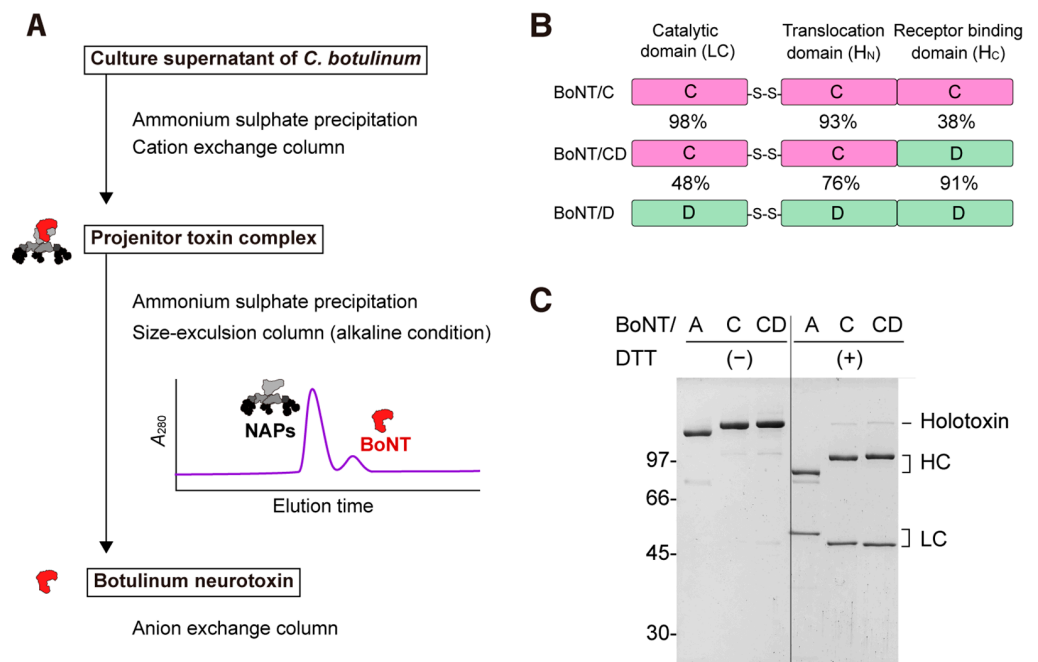 A
Culture supernatant of C. botulinum
Ammonium sulphate precipitation
Cation exchange column
Projenitor toxin complex
Ammonium sulphate precipitation
Size-exculsion column (alkaline condition)
A280
NAPs
BoNT
Elution time
Botulinum neurotoxin
Anion exchange column
B
Catalytic domain (LC)
Translocation domain (HN)
Receptor binding domain (HC)
BoNT/C C -S-S- C C
98% 93% 38%
BoNT/CD C -S-S- C D
48% 76% 91%
BoNT/D D -S-S- D D
C
BoNT/ A C CD A C CD
DTT (−) (+)
Holotoxin
97-
HC
66-
LC
45-
30-